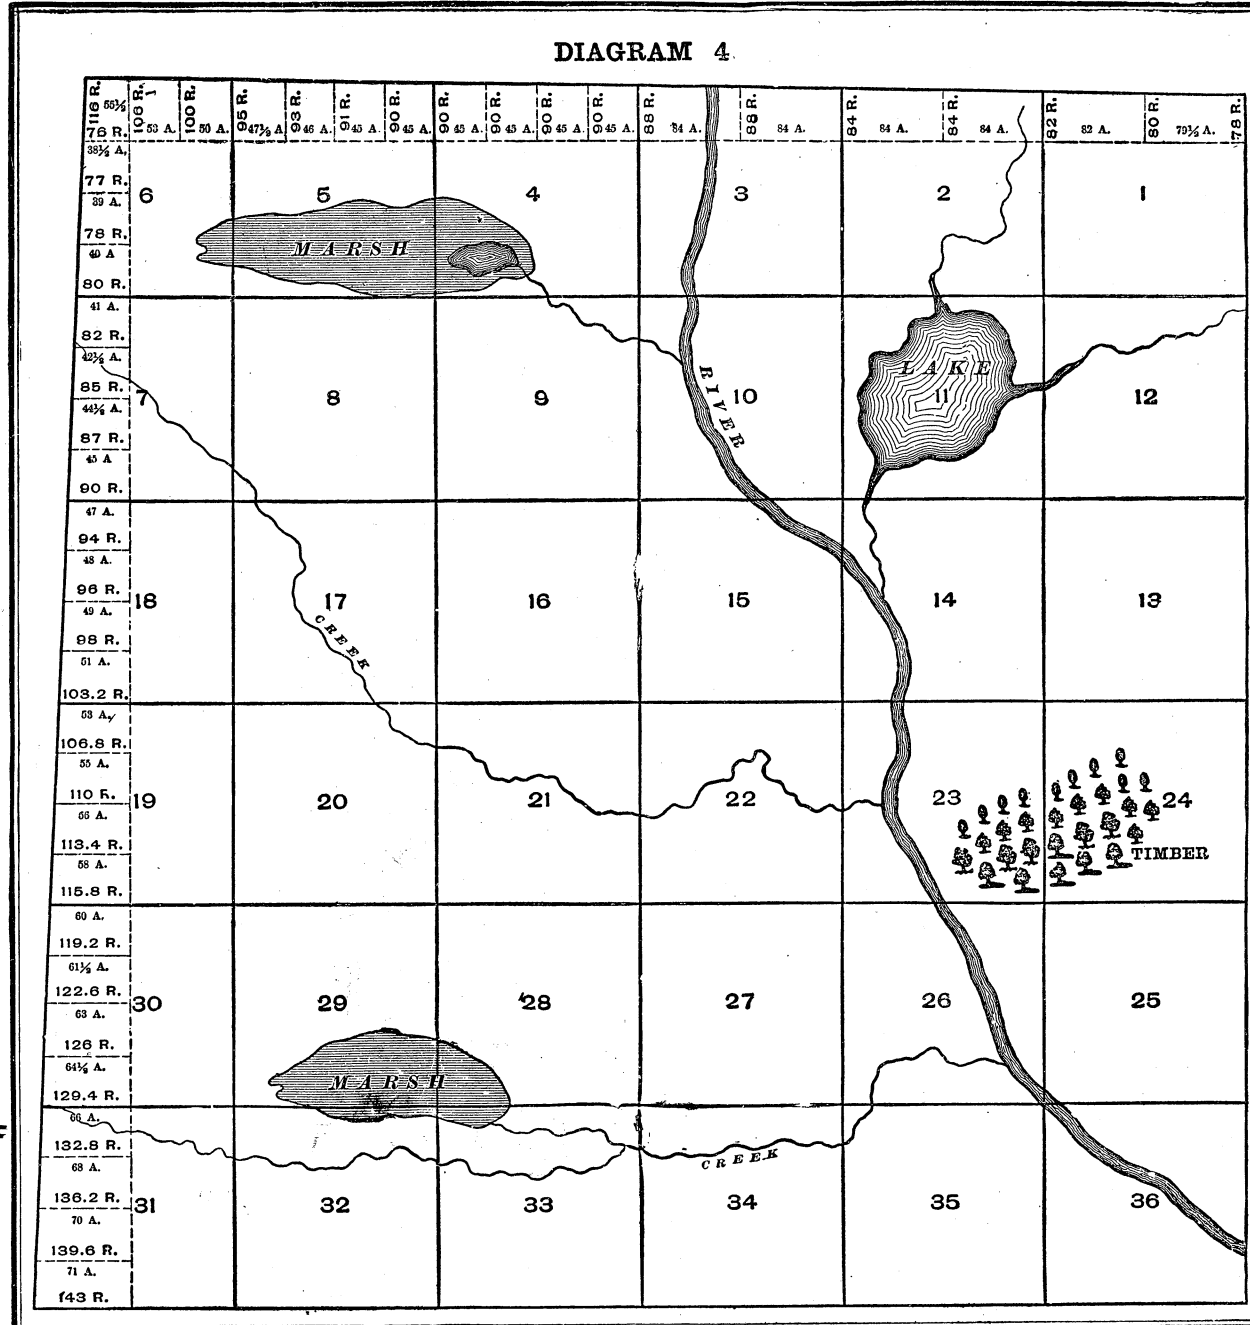 DIAGRAM 4
116 R. 55½ 106 R. 53 A. 100 R. 50 A. 95 R. 47½ A 93 R. 46 A. 91 R. 45 A. 90 R. 45 A. 90 R. 45 A. 90 R. 45 A. 90 R. 45 A. 90 R. 45 A. 88 R. 84 A. 88 R. 84 A. 84 R. 84 A. 84 R. 84 A. 82 R. 82 A. 80 R. 79½ A. 78 R.
76 R.
38½ A.
77 R.
6 5 4 3 2 1
39 A.
78 R.
MARSH
40 A
80 R.
41 A.
82 R.
42½ A.
LAKE
85 R.
7 8 9 RIVER 10 11 12
44½ A.
87 R.
45 A
90 R.
47 A.
94 R.
48 A.
96 R.
18 17 16 15 14 13
49 A.
98 R.
CREEK
51 A.
103.2 R.
53 A.
106.8 R.
55 A.
110 R.
19 20 21 22 23 24
56 A.
113.4 R.
TIMBER
58 A.
115.8 R.
60 A.
119.2 R.
61½ A.
122.6 R.
30 29 28 27 26 25
63 A.
126 R.
64½ A.
MARSH
129.4 R.
66 A.
132.8 R.
CREEK
68 A.
136.2 R.
31 32 33 34 35 36
70 A.
139.6 R.
71 A.
143 R.